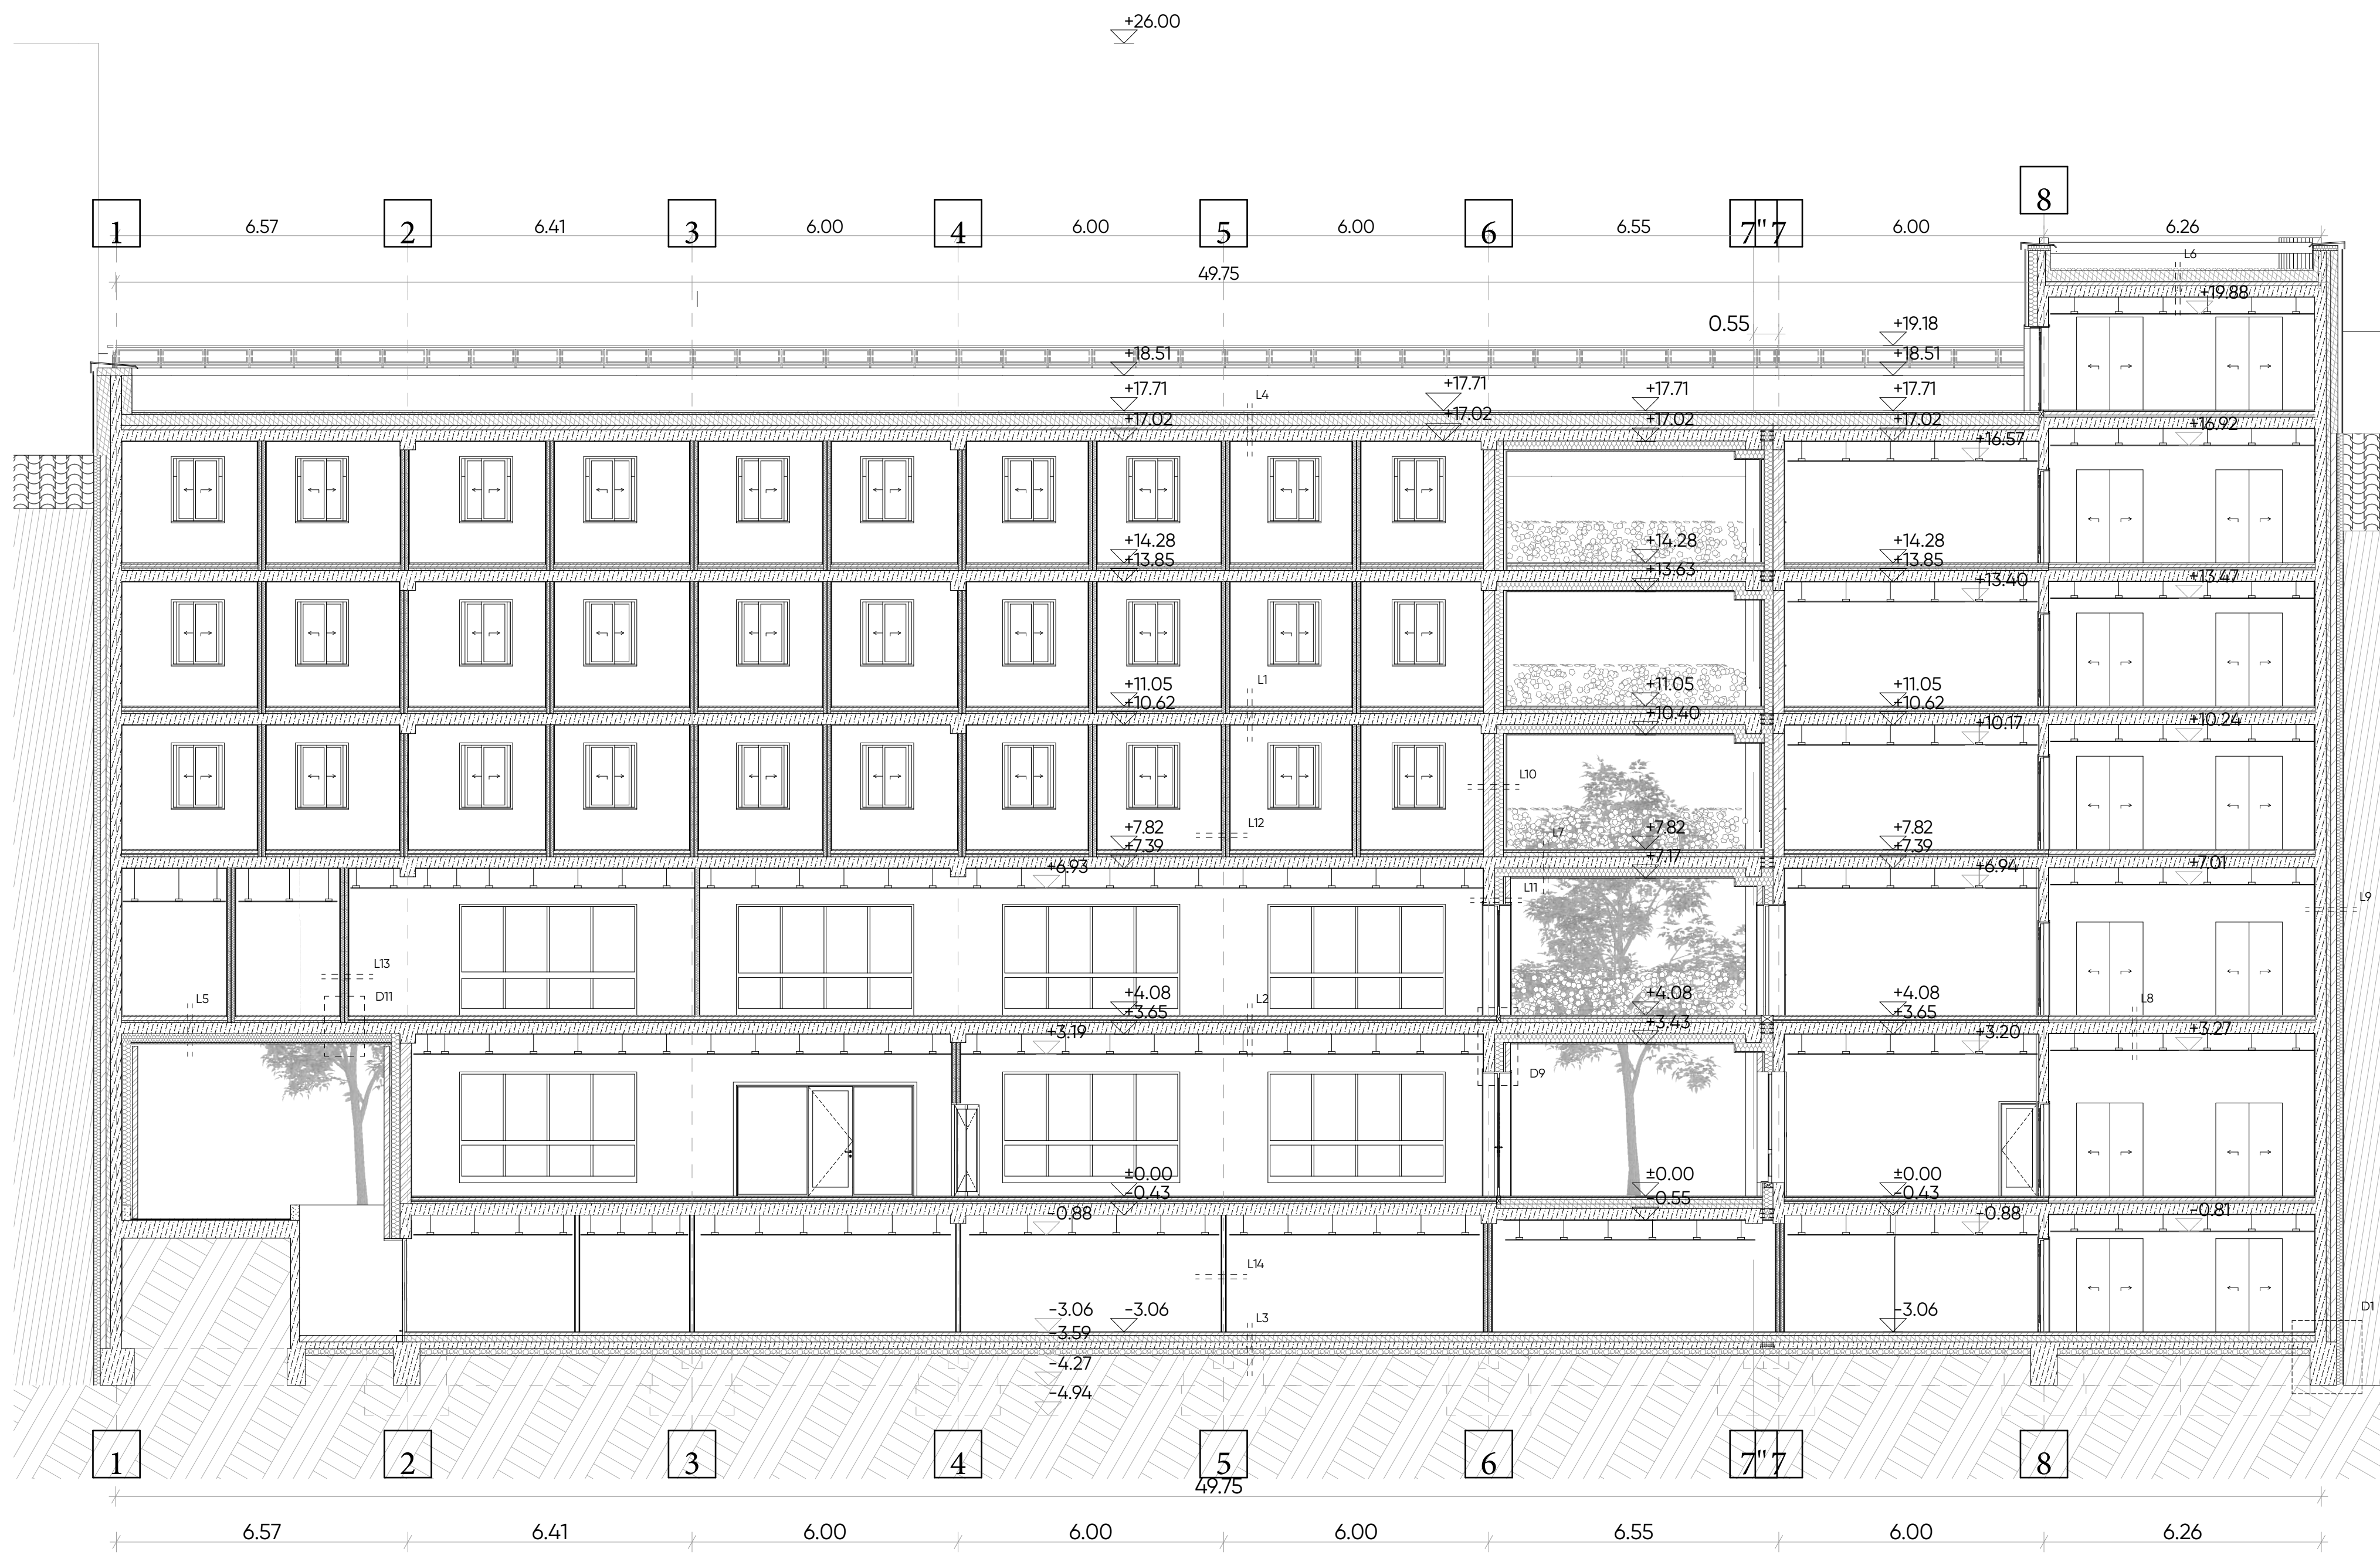 +26.00
8
1 2 3 4 5 6 7" 7
6.57 6.41 6.00 6.00 6.00 6.55 6.00 6.26
49.75
L6
+19.88
0.55 +19.18
+18.51 +18.51
+17.71 L4 +17.71 +17.71 +17.71
+17.02 +17.02 +17.02 +17.02
+16.57 +16.92
+14.28 +14.28 +14.28
+13.85 +13.63 +13.85
+13.40 +13.47
L1
+11.05 +11.05 +11.05
+10.62 +10.40 +10.62
+10.17 +10.24
L10
L12 L7
+7.82 +7.82 +7.82
+7.39 +7.17 +7.39
+6.93 +6.94 +7.01
L11 L9
L13
L5 D11 L2 L8
+4.08 +4.08 +4.08
+3.65 +3.43 +3.65
+3.19 +3.20 +3.27
D9
±0.00 ±0.00 ±0.00
-0.43 -0.55 -0.43
-0.88 -0.88 -0.81
L14
-3.06 -3.06 -3.06 D1
L3
-3.59
-4.27
-4.94
1 2 3 4 5 6 7" 7 8
49.75
6.57 6.41 6.00 6.00 6.00 6.55 6.00 6.26